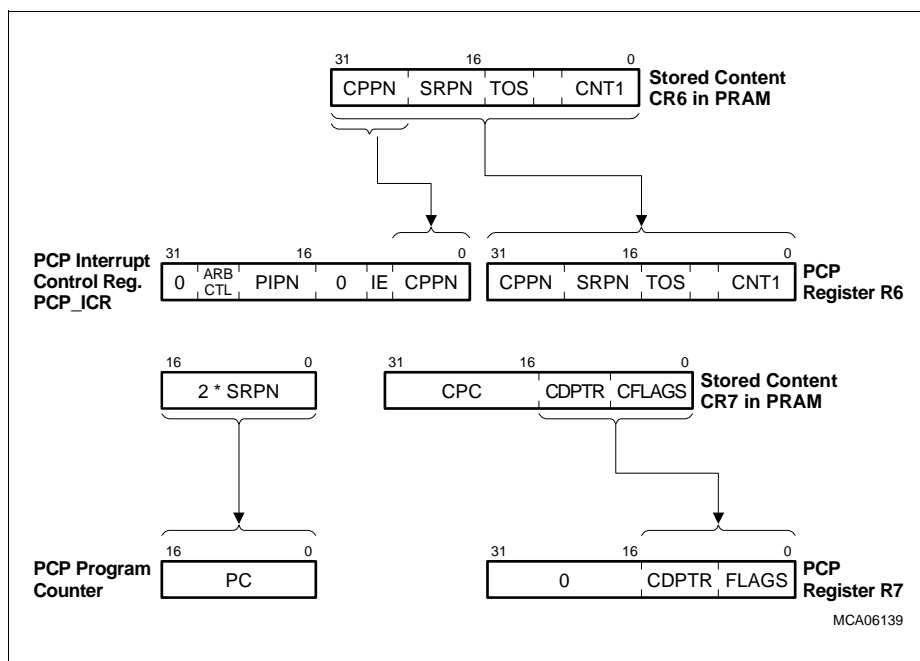 31 16 0
CPPN SRPN TOS CNT1
Stored Content
CR6 in PRAM
PCP Interrupt
Control Reg.
PCP_ICR
31 16 0
0 ARB CTL PIPN 0 IE CPPN
31 16 0
CPPN SRPN TOS CNT1
PCP
Register R6
16 0
2 * SRPN
31 16 0
CPC CDPTR CFLAGS
Stored Content
CR7 in PRAM
PCP Program
Counter
16 0
PC
31 16 0
0 CDPTR FLAGS
PCP
Register R7
MCA06139